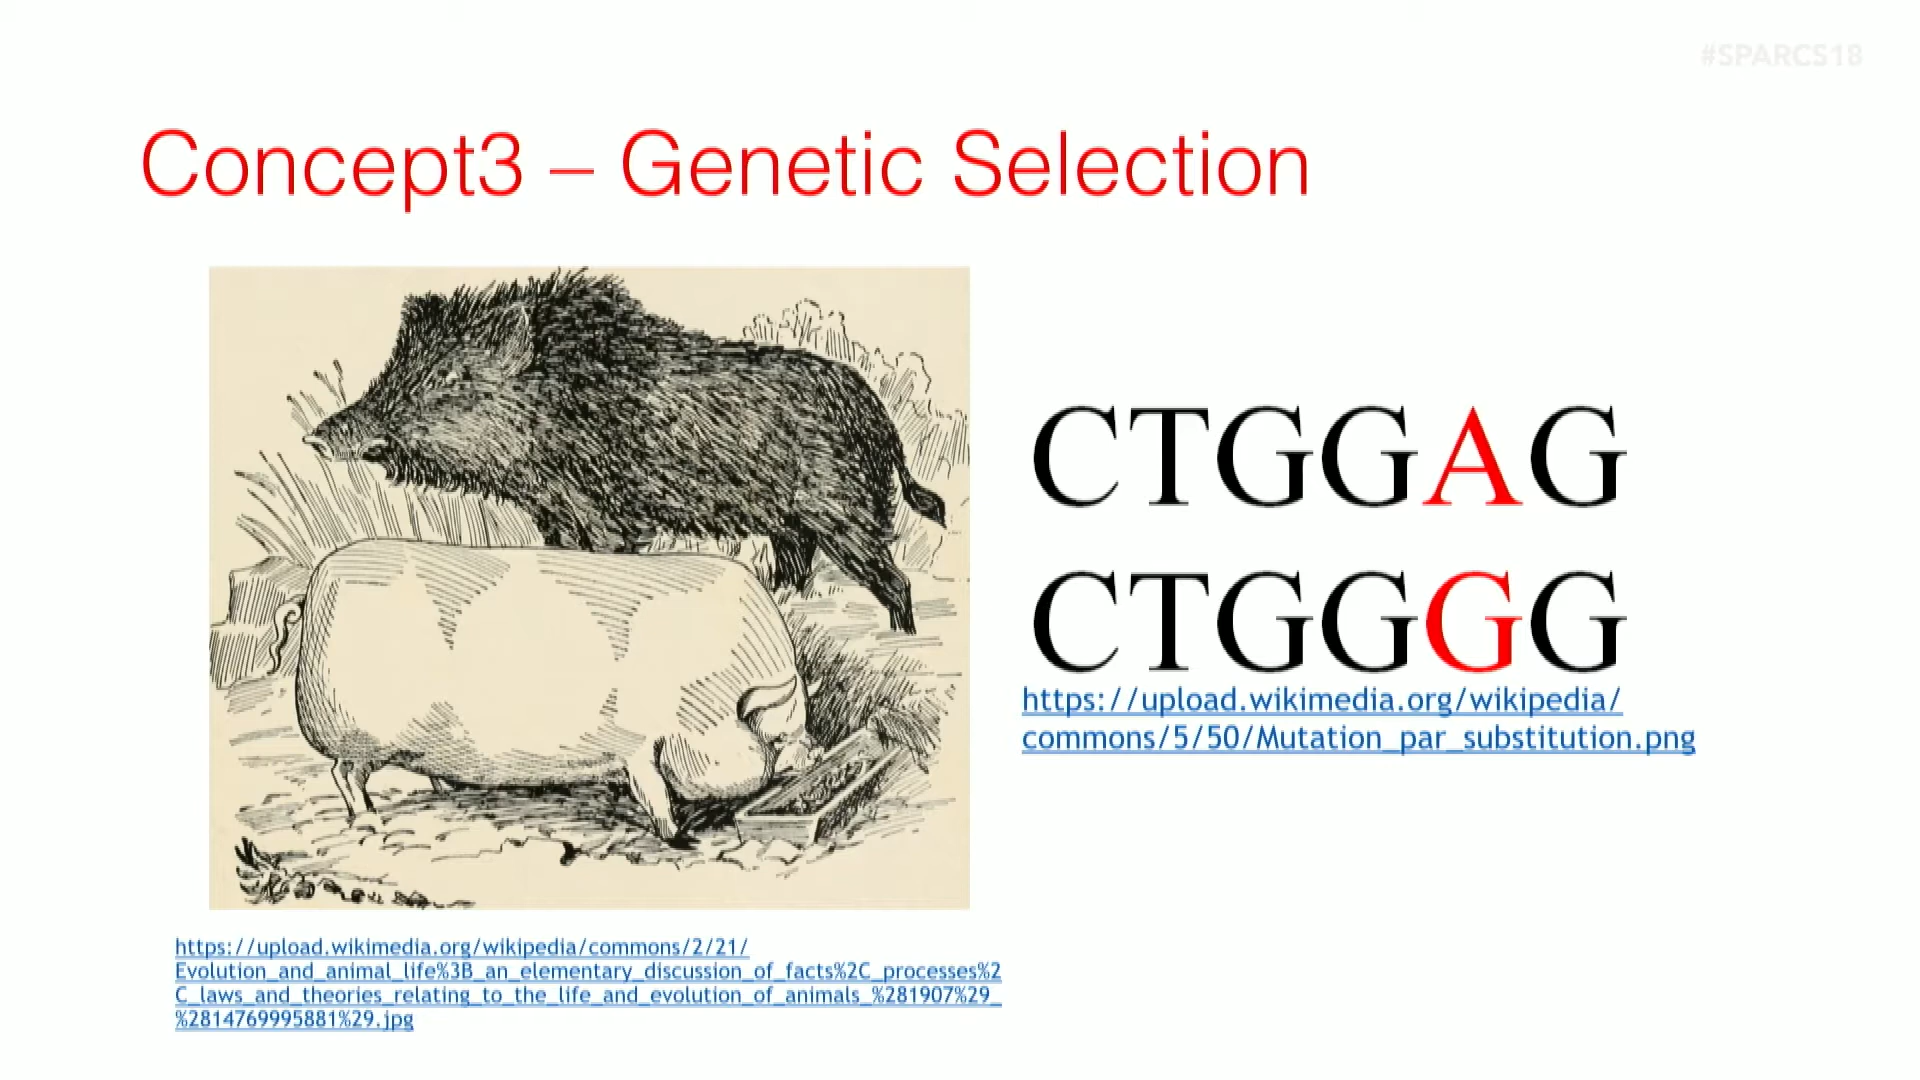 #SPARCS18
Concept3 – Genetic Selection
CTGGAG
CTGGGG
https://upload.wikimedia.org/wikipedia/
commons/5/50/Mutation_par_substitution.png
https://upload.wikimedia.org/wikipedia/commons/2/21/
Evolution_and_animal_life%3B_an_elementary_discussion_of_facts%2C_processes%2
C_laws_and_theories_relating_to_the_life_and_evolution_of_animals_%281907%29_
%2814769995881%29.jpg